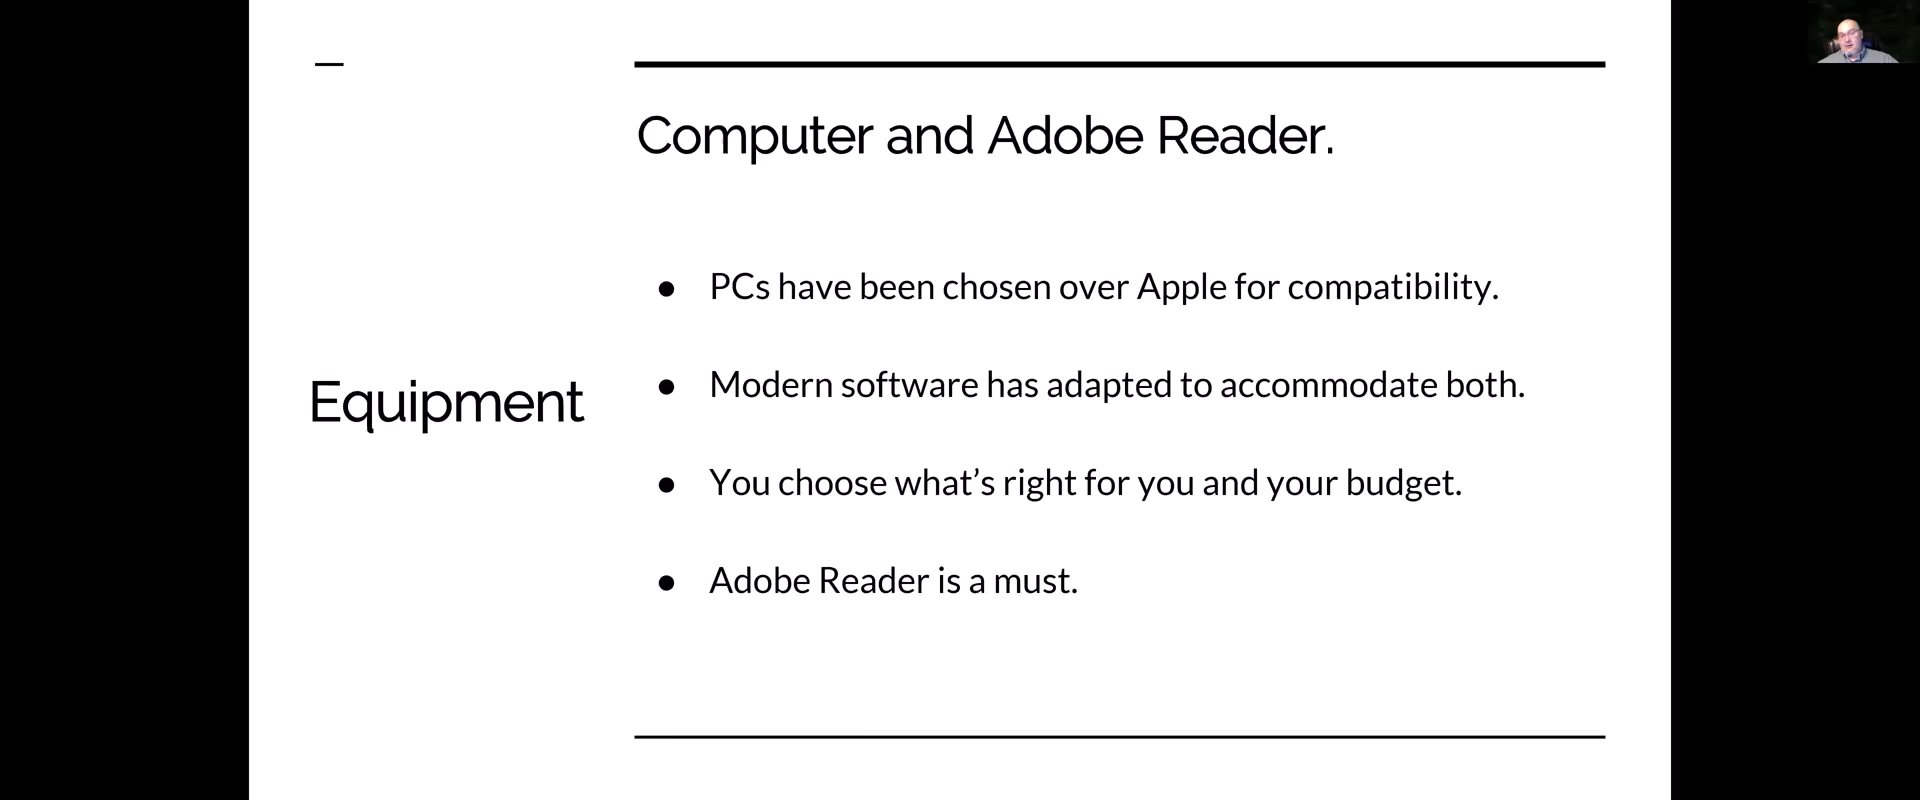 Computer and Adobe Reader.
Equipment
● PCs have been chosen over Apple for compatibility.
● Modern software has adapted to accommodate both.
● You choose what’s right for you and your budget.
● Adobe Reader is a must.